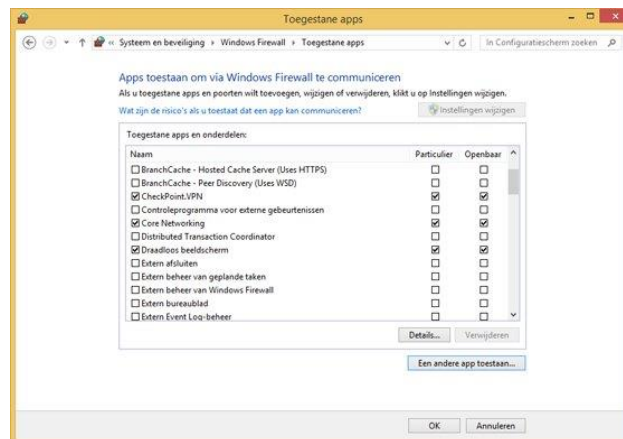 Toegestane apps
« Systeem en beveiliging › Windows Firewall › Toegestane apps
In Configuratiescherm zoeken
Apps toestaan om via Windows Firewall te communiceren
Als u toegestane apps en poorten wilt toevoegen, wijzigen of verwijderen, klikt u op Instellingen wijzigen.
Wat zijn de risico's als u toestaat dat een app kan communiceren?
Instellingen wijzigen
Toegestane apps en onderdelen:
Naam Particulier Openbaar
BranchCache - Hosted Cache Server (Uses HTTPS)
BranchCache - Peer Discovery (Uses WSD)
CheckPoint.VPN
Controleprogramma voor externe gebeurtenissen
Core Networking
Distributed Transaction Coordinator
Draadloos beeldscherm
Extern afsluiten
Extern beheer van geplande taken
Extern beheer van Windows Firewall
Extern bureaublad
Extern Event Log-beheer
Details... Verwijderen
Een andere app toestaan...
OK Annuleren